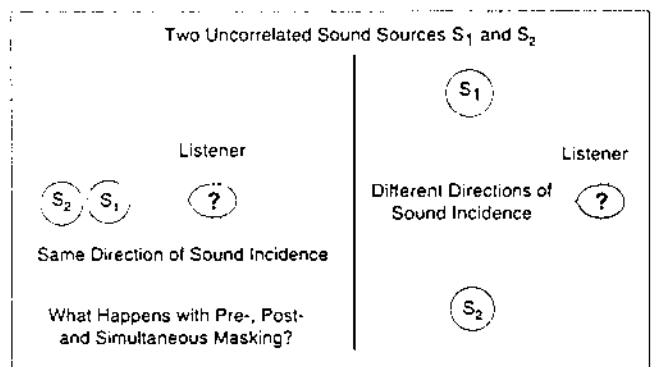 Two Uncorrelated Sound Sources S1 and S2
Listener
S2 S1 ?
Same Direction of Sound Incidence
What Happens with Pre-, Post-
and Simultaneous Masking?
S1
Listener
Different Directions of
Sound Incidence
?
S2